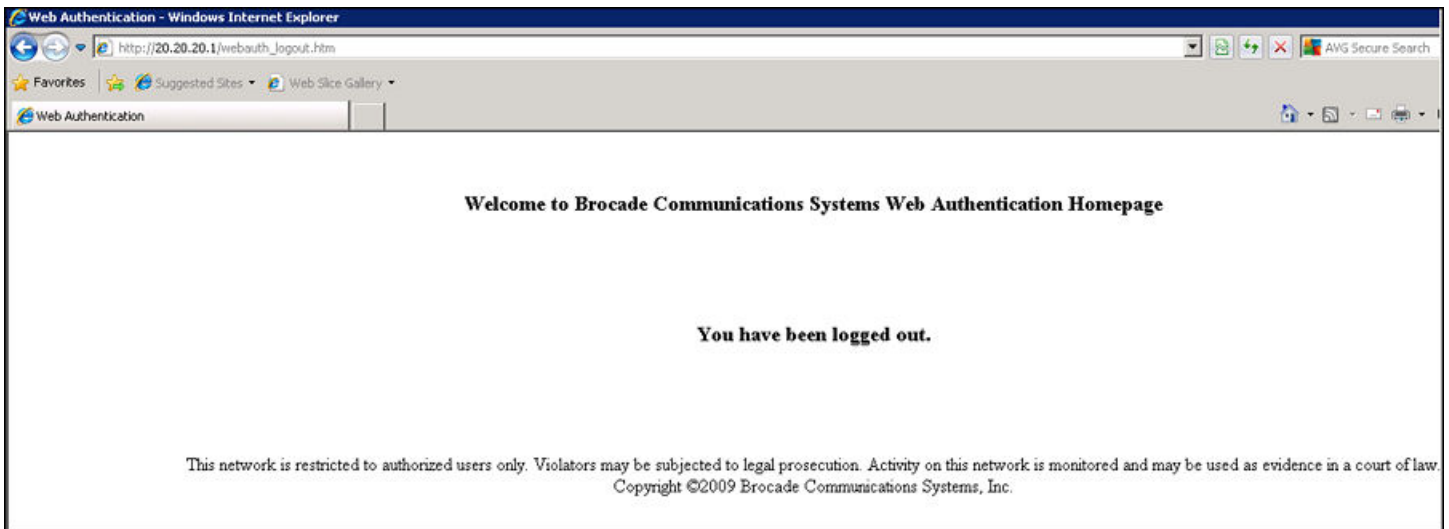 Web Authentication - Windows Internet Explorer
http://20.20.20.1/webauth_logout.htm
AVG Secure Search
Favorites
Suggested Sites
Web Slice Gallery
Web Authentication
Welcome to Brocade Communications Systems Web Authentication Homepage
You have been logged out.
This network is restricted to authorized users only. Violators may be subjected to legal prosecution. Activity on this network is monitored and may be used as evidence in a court of law.
Copyright ©2009 Brocade Communications Systems, Inc.